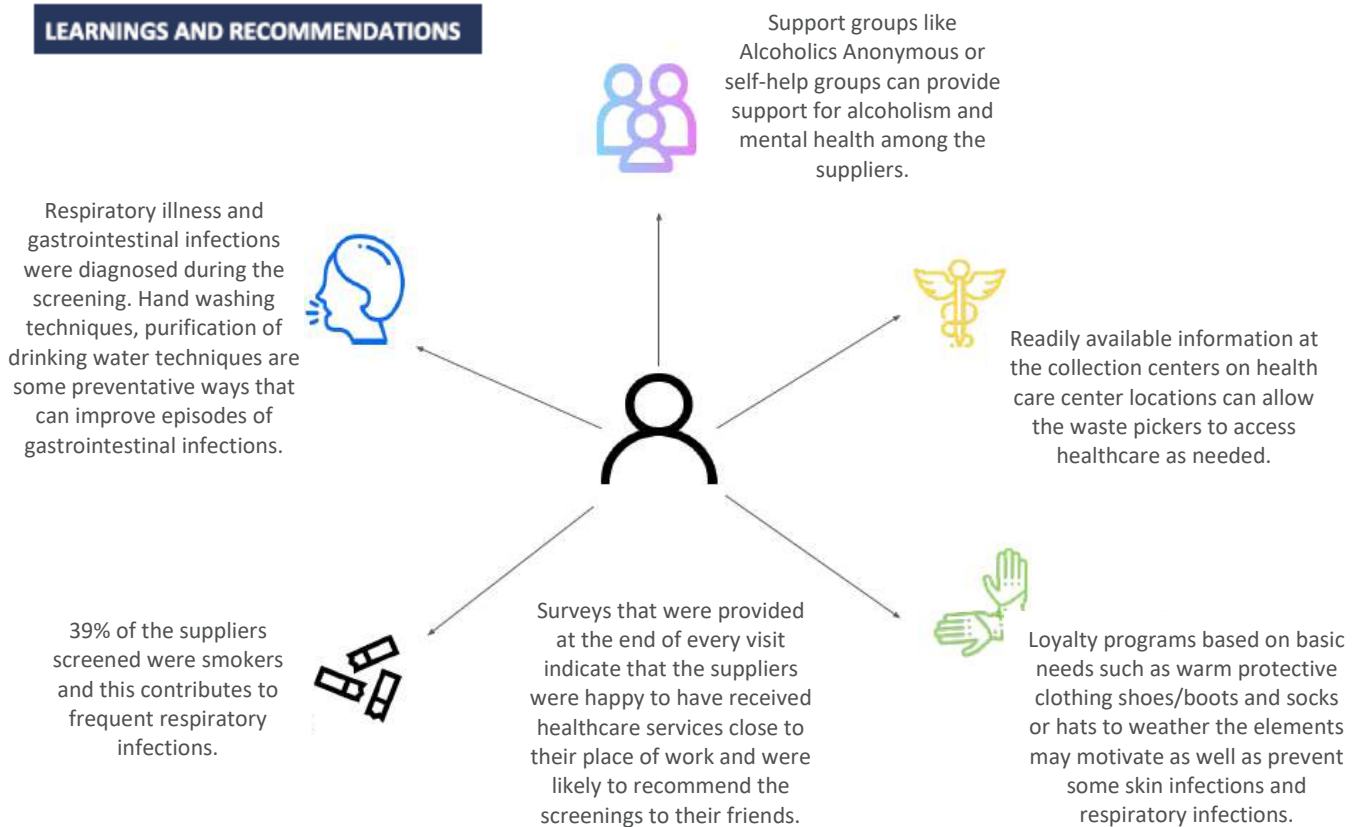 LEARNINGS AND RECOMMENDATIONS
Support groups like
Alcoholics Anonymous or
self-help groups can provide
support for alcoholism and
mental health among the
suppliers.
Respiratory illness and
gastrointestinal infections
were diagnosed during the
screening. Hand washing
techniques, purification of
drinking water techniques are
some preventative ways that
can improve episodes of
gastrointestinal infections.
Readily available information at
the collection centers on health
care center locations can allow
the waste pickers to access
healthcare as needed.
39% of the suppliers
screened were smokers
and this contributes to
frequent respiratory
infections.
Surveys that were provided
at the end of every visit
indicate that the suppliers
were happy to have received
healthcare services close to
their place of work and were
likely to recommend the
screenings to their friends.
Loyalty programs based on basic
needs such as warm protective
clothing shoes/boots and socks
or hats to weather the elements
may motivate as well as prevent
some skin infections and
respiratory infections.